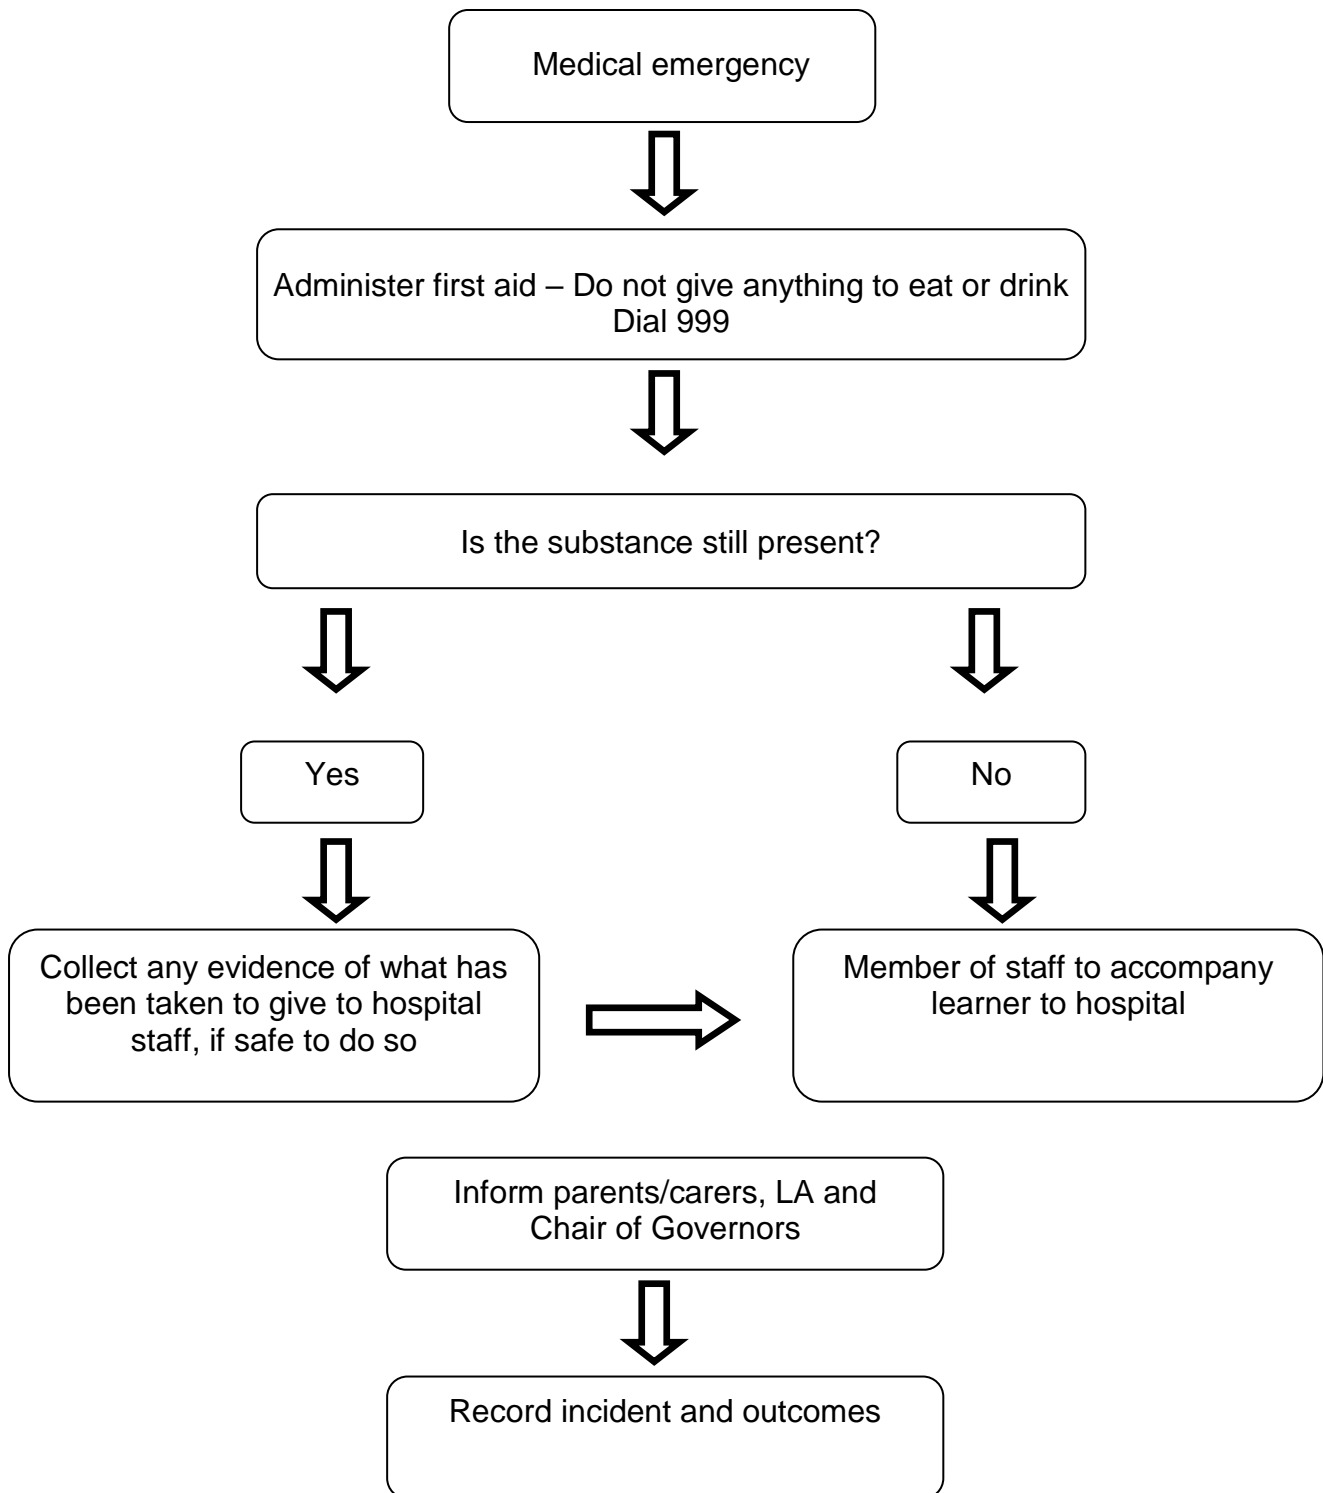 Medical emergency
Administer first aid – Do not give anything to eat or drink
Dial 999
Is the substance still present?
Yes
No
Collect any evidence of what has
been taken to give to hospital
staff, if safe to do so
Member of staff to accompany
learner to hospital
Inform parents/carers, LA and
Chair of Governors
Record incident and outcomes